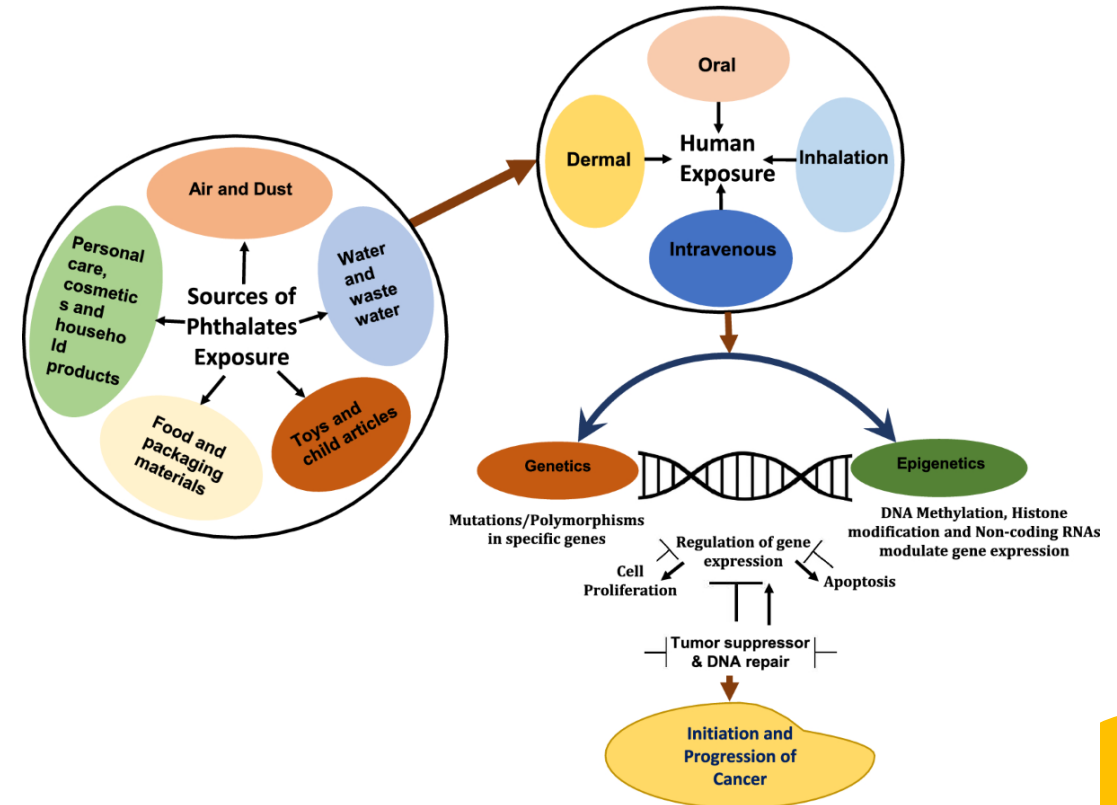 Air and Dust
Personal
care,
cosmetic
s and
househo
ld
products
Sources of
Phthalates
Exposure
Water
and
waste
water
Food and
packaging
materials
Toys and
child articles
Oral
Dermal
Human
Exposure
Inhalation
Intravenous
Genetics
Epigenetics
Mutations/Polymorphisms
in specific genes
DNA Methylation, Histone
modification and Non-coding RNAs
modulate gene expression
Regulation of gene
expression
Cell
Proliferation
Apoptosis
Tumor suppressor
& DNA repair
Initiation and
Progression of
Cancer